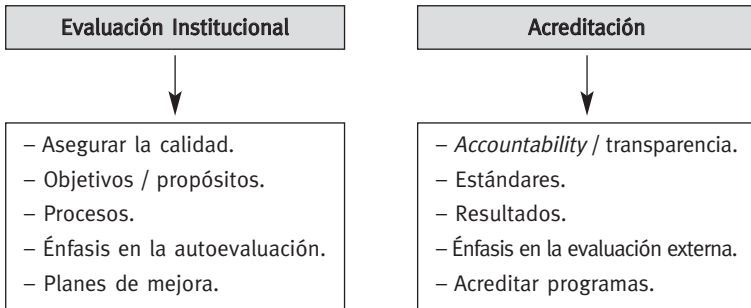 Evaluación Institucional
– Asegurar la calidad.
– Objetivos / propósitos.
– Procesos.
– Énfasis en la autoevaluación.
– Planes de mejora.
Acreditación
– Accountability / transparencia.
– Estándares.
– Resultados.
– Énfasis en la evaluación externa.
– Acreditar programas.